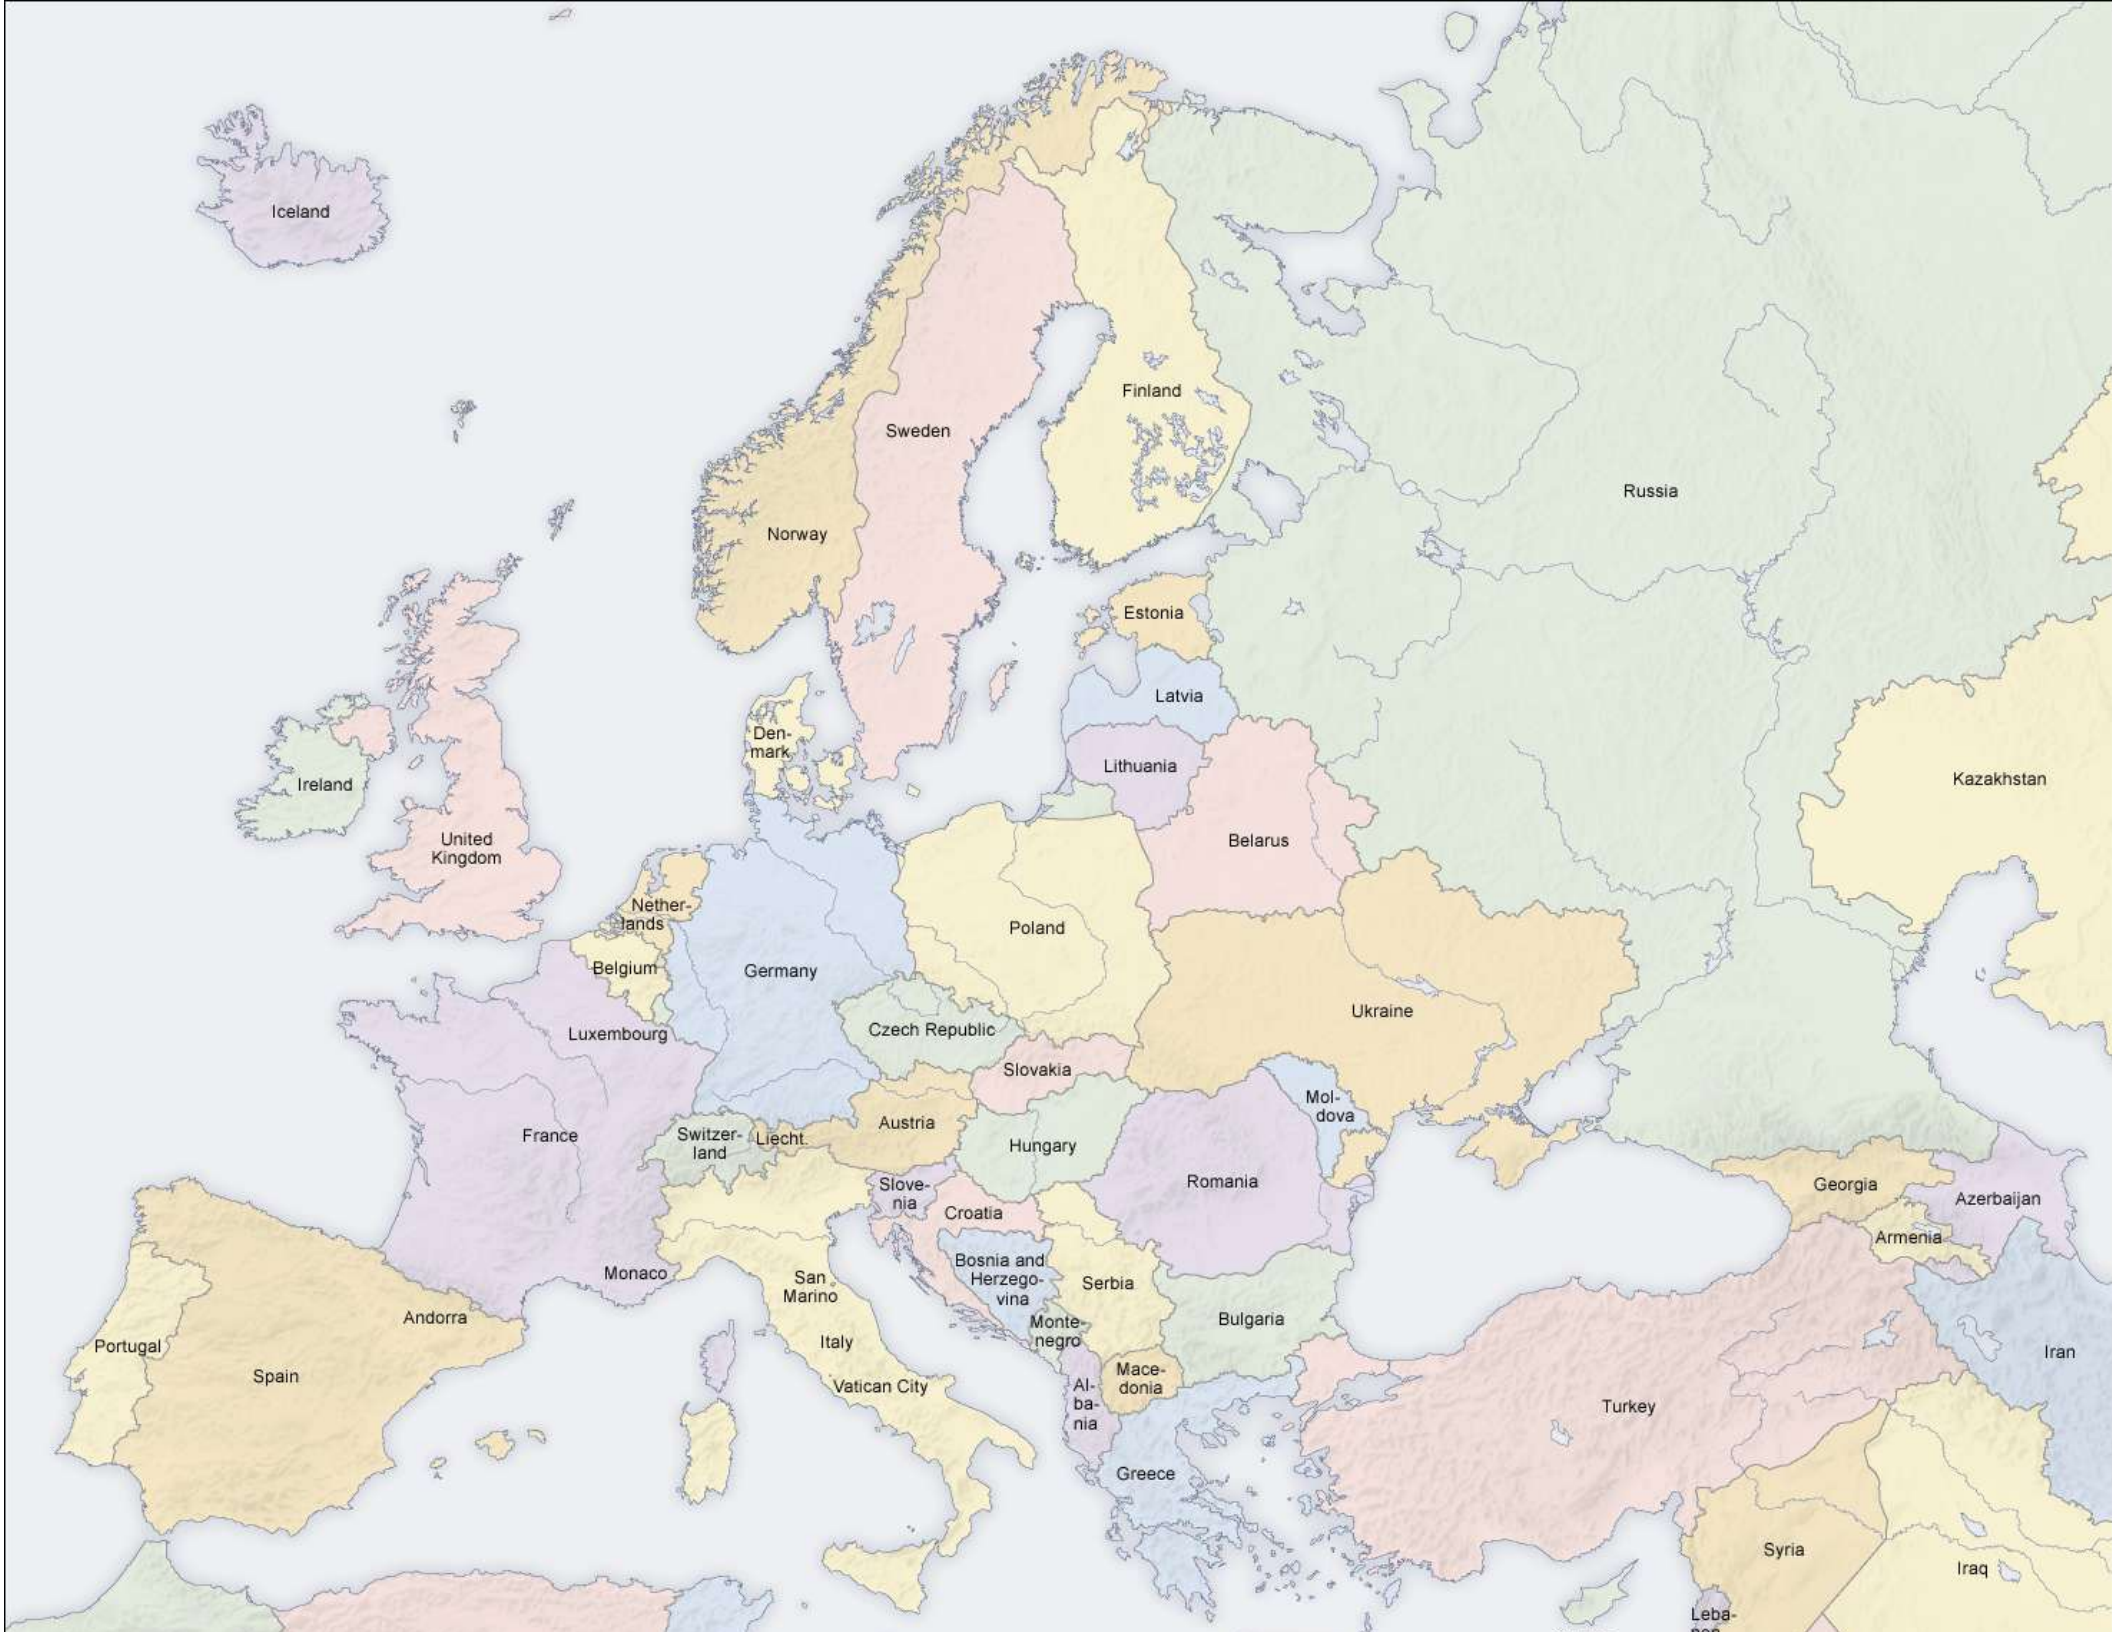 Iceland
Finland
Sweden
Russia
Norway
Estonia
Latvia
Den-
mark
Lithuania
Kazakhstan
Ireland
United
Kingdom
Belarus
Nether-
lands
Poland
Belgium
Germany
Ukraine
Czech Republic
Luxembourg
Slovakia
Mol-
dova
Austria
France
Switzer-
land
Liecht.
Hungary
Romania
Georgia
Slove-
nia
Azerbaijan
Croatia
Armenia
Bosnia and
Herzego-
vina
Monaco
San
Marino
Serbia
Andorra
Monte-
negro
Bulgaria
Portugal
Italy
Iran
Spain
Mace-
donia
Vatican City
Al-
ba-
nia
Turkey
Greece
Syria
Iraq
Leba-
non